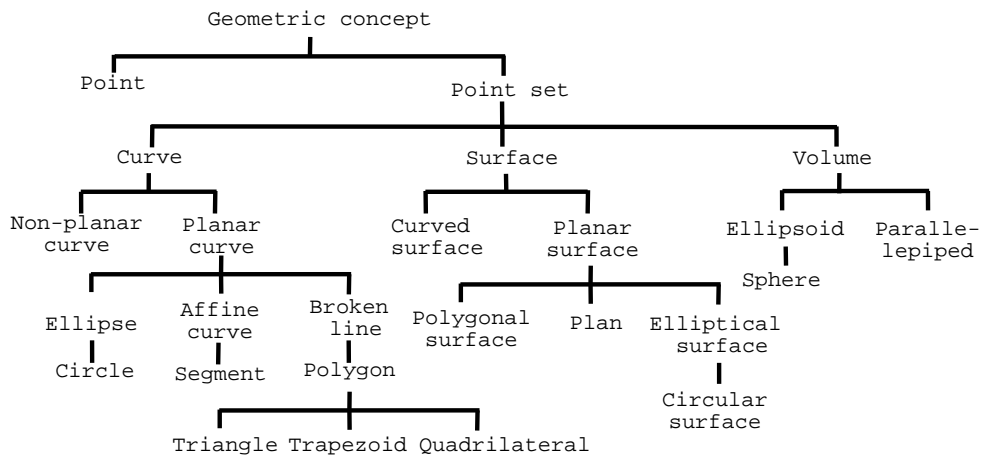 Geometric concept
Point
Point set
Curve
Surface
Volume
Non-planar
curve
Planar
curve
Curved
surface
Planar
surface
Ellipsoid
Paralle-
lepiped
Sphere
Ellipse
Affine
curve
Broken
line
Polygonal
surface
Plan
Elliptical
surface
Circle
Segment
Polygon
Circular
surface
Triangle
Trapezoid
Quadrilateral